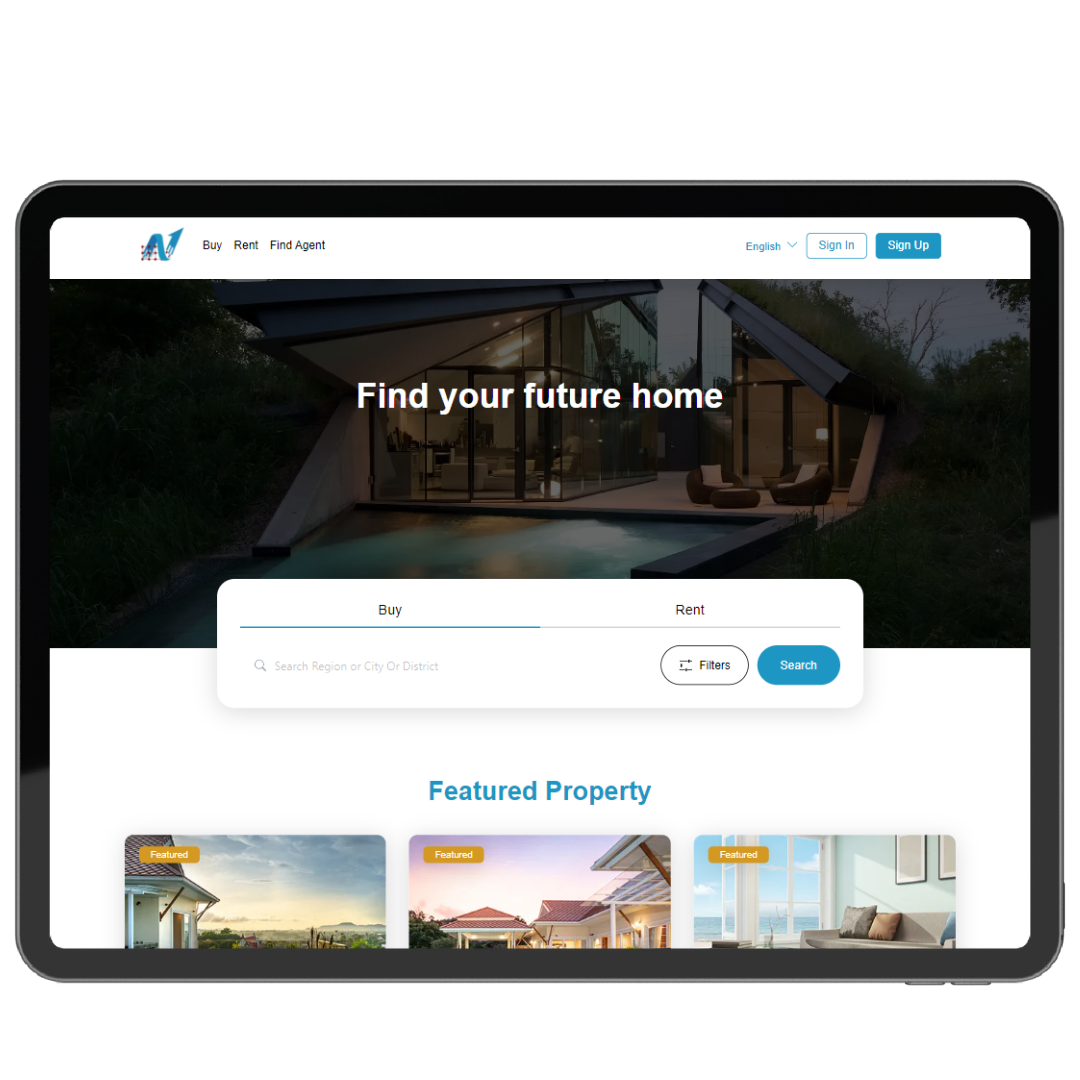 Buy Rent Find Agent
English Sign In Sign Up
Find your future home
Buy Rent
Search Region or City Or District Filters Search
Featured Property
Featured Featured Featured